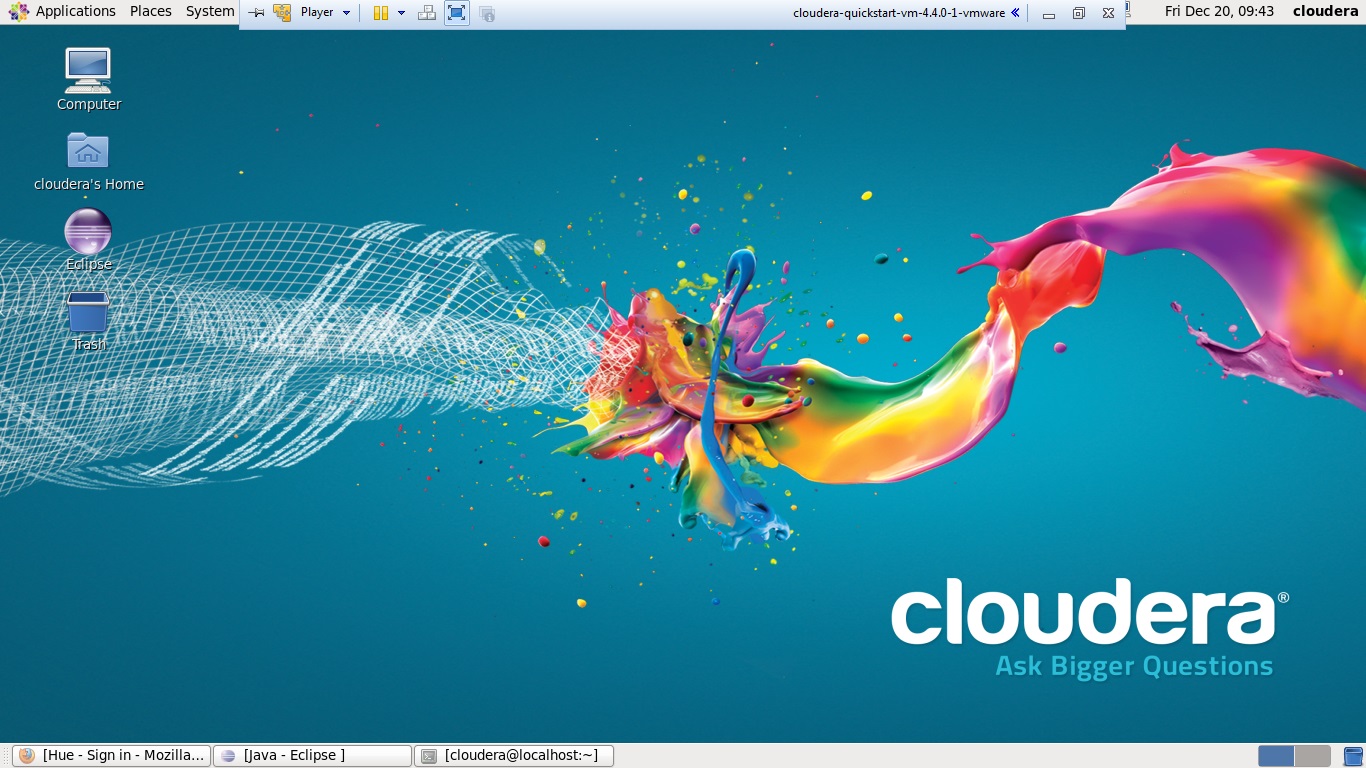 Applications Places System
Player
cloudera-quickstart-vm-4.4.0-1-vmware
Fri Dec 20, 09:43 cloudera
Computer
cloudera's Home
Eclipse
Trash
cloudera®
Ask Bigger Questions
[Hue - Sign in - Mozilla... [Java - Eclipse ] [cloudera@localhost:~]